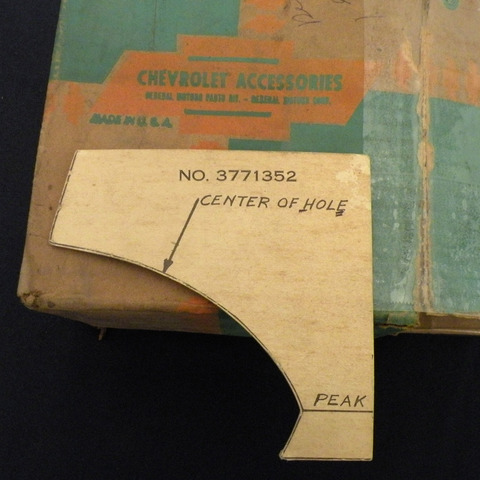 CHEVROLET ACCESSORIES
GENERAL MOTORS PARTS DIV. - GENERAL MOTORS CORP.
MADE IN U.S.A.
NO. 3771352
CENTER OF HOLE
PEAK